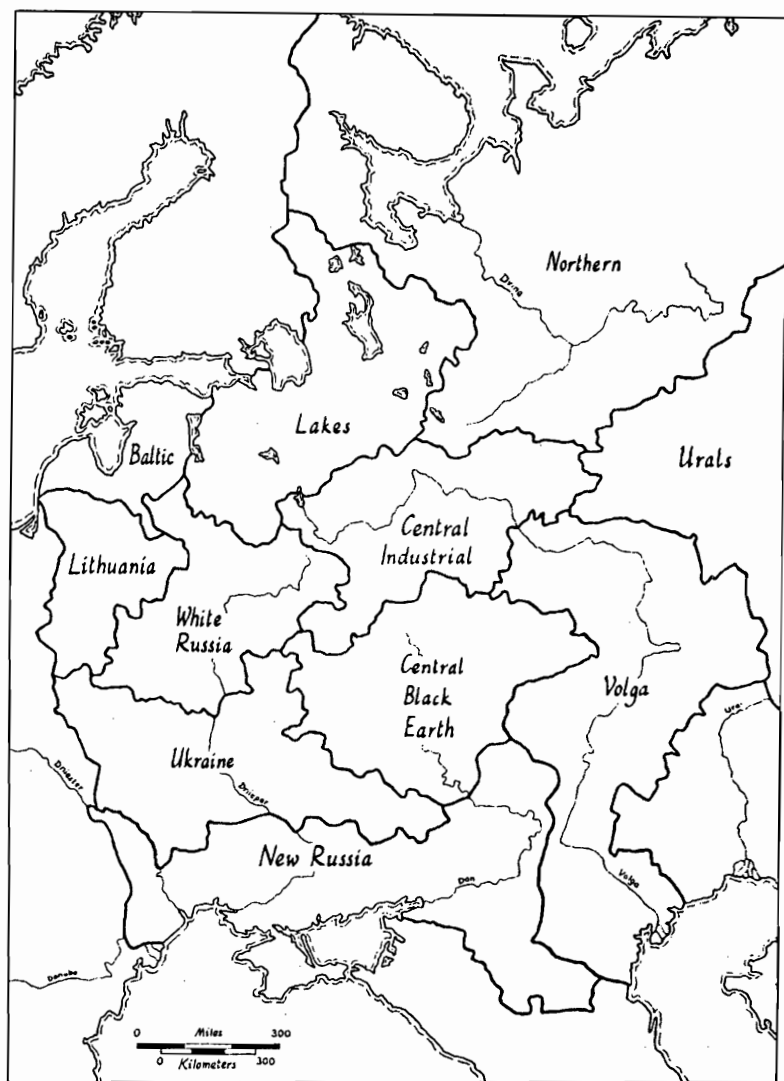 Northern
Dvina
Lakes
Baltic
Urals
Central
Industrial
Lithuania
White
Russia
Central
Black
Earth
Volga
Ural
Ukraine
Dniester
Dnieper
New Russia
Don
Volga
Danube
0 Miles 300
0 Kilometers 300